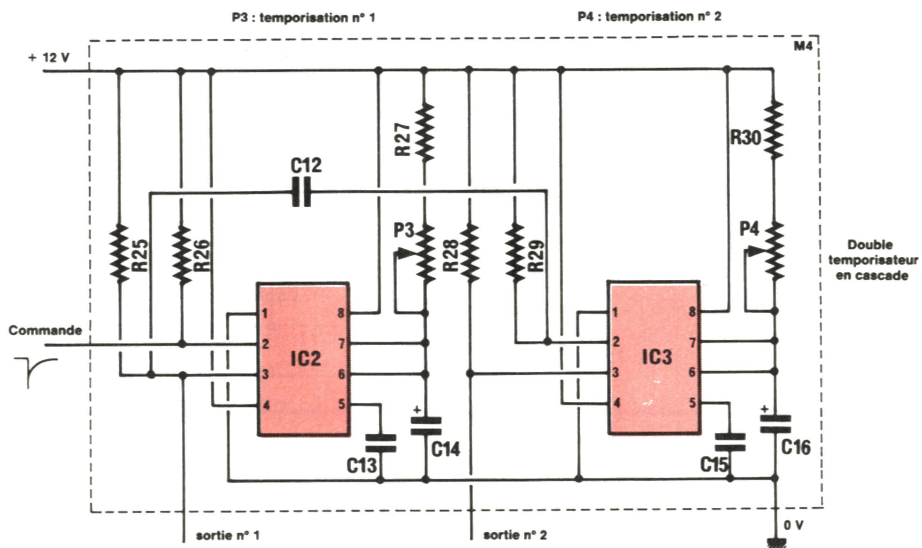 P3 : temporisation n° 1
P4 : temporisation n° 2
M4
+ 12 V
R27
R30
C12
R25
R26
P3
R28
R29
P4
Double
temporisateur
en cascade
Commande
1
2
3
4
IC2
8
7
6
5
1
2
3
4
IC3
8
7
6
5
+
C14
C13
+
C16
C15
sortie n° 1
sortie n° 2
0 V